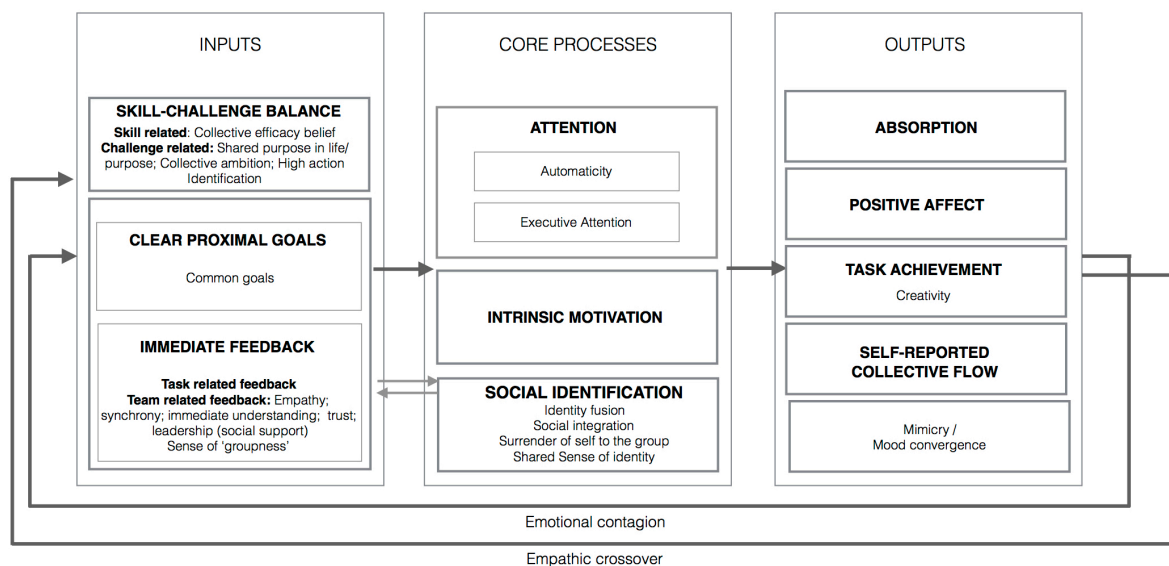 INPUTS
SKILL-CHALLENGE BALANCE
Skill related: Collective efficacy belief
Challenge related: Shared purpose in life/
purpose; Collective ambition; High action
Identification
CLEAR PROXIMAL GOALS
Common goals
IMMEDIATE FEEDBACK
Task related feedback
Team related feedback: Empathy;
synchrony; immediate understanding; trust;
leadership (social support)
Sense of ‘groupness’
CORE PROCESSES
ATTENTION
Automaticity
Executive Attention
INTRINSIC MOTIVATION
SOCIAL IDENTIFICATION
Identity fusion
Social integration
Surrender of self to the group
Shared Sense of identity
OUTPUTS
ABSORPTION
POSITIVE AFFECT
TASK ACHIEVEMENT
Creativity
SELF-REPORTED
COLLECTIVE FLOW
Mimicry /
Mood convergence
Emotional contagion
Empathic crossover